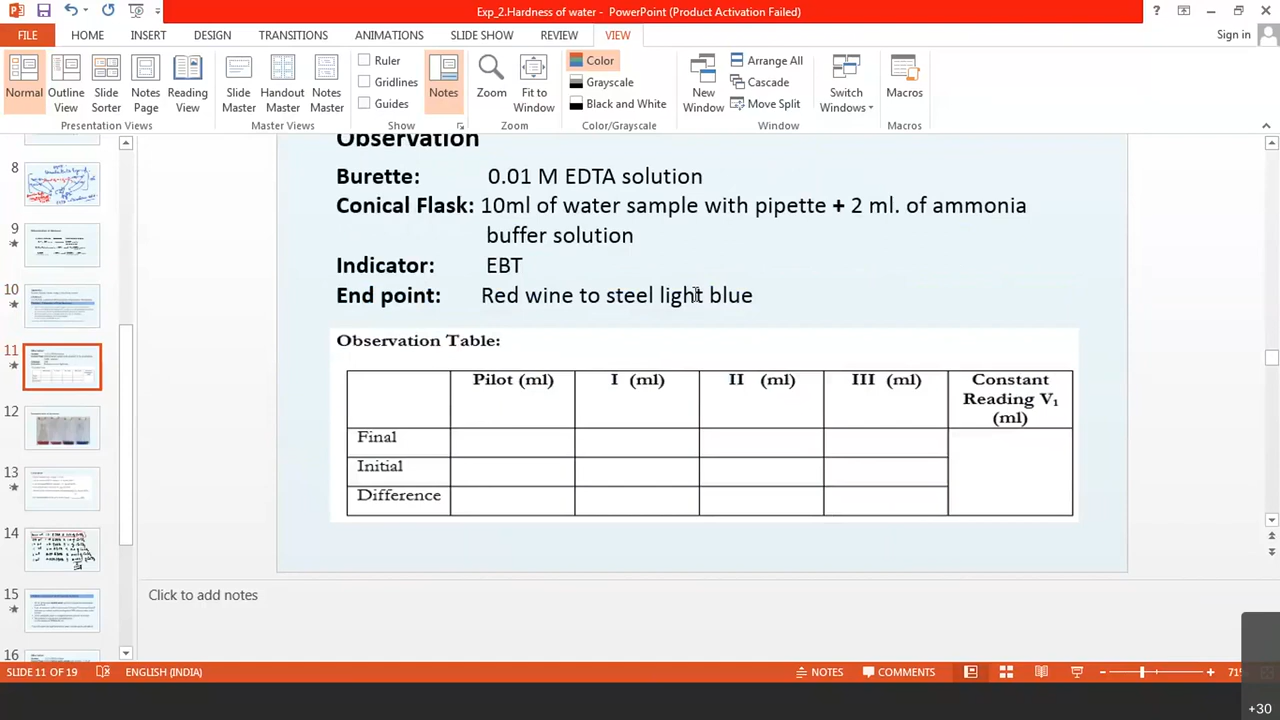 Exp_2.Hardness of water - PowerPoint (Product Activation Failed)
FILE HOME INSERT DESIGN TRANSITIONS ANIMATIONS SLIDE SHOW REVIEW VIEW Sign in
Normal Outline View Slide Sorter Notes Page Reading View
Presentation Views
Slide Master Handout Master Notes Master
Master Views
Ruler
Gridlines
Guides
Show
Notes
Zoom Fit to Window
Zoom
Color
Grayscale
Black and White
Color/Grayscale
New Window
Arrange All
Cascade
Move Split
Switch Windows
Window
Macros
Macros
8
9
10
11
12
13
14
15
16
Observation
Burette: 0.01 M EDTA solution
Conical Flask: 10ml of water sample with pipette + 2 ml. of ammonia
buffer solution
Indicator: EBT
End point: Red wine to steel light blue
Observation Table:
Pilot (ml) I (ml) II (ml) III (ml) Constant Reading V₁ (ml)
Final
Initial
Difference
Click to add notes
SLIDE 11 OF 19 ENGLISH (INDIA) NOTES COMMENTS 71%
+30